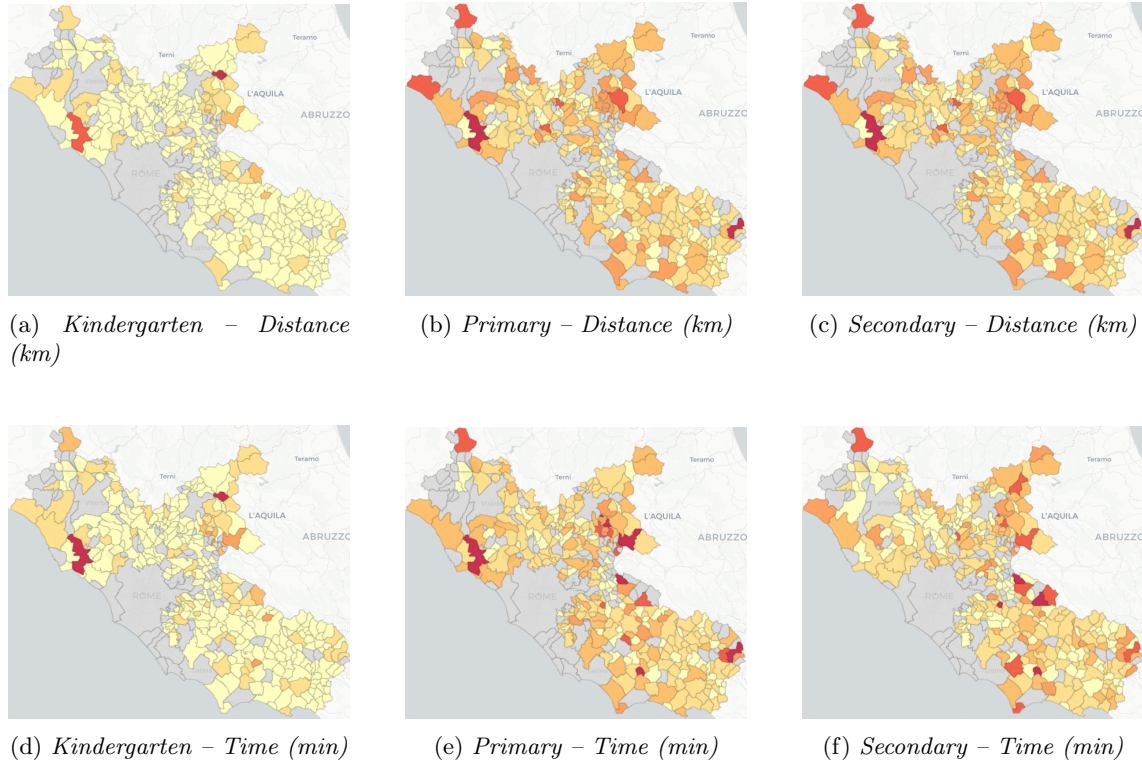 Terni
Teramo
L'AQUILA
ABRUZZO
ROME
Terni
Teramo
L'AQUILA
ABRUZZO
ROME
Terni
Teramo
L'AQUILA
ABRUZZO
ROME
(a) Kindergarten – Distance
(km)
(b) Primary – Distance (km)
(c) Secondary – Distance (km)
Terni
Teramo
L'AQUILA
ABRUZZO
ROME
Terni
Teramo
L'AQUILA
ABRUZZO
ROME
Terni
Teramo
L'AQUILA
ABRUZZO
ROME
(d) Kindergarten – Time (min)
(e) Primary – Time (min)
(f) Secondary – Time (min)